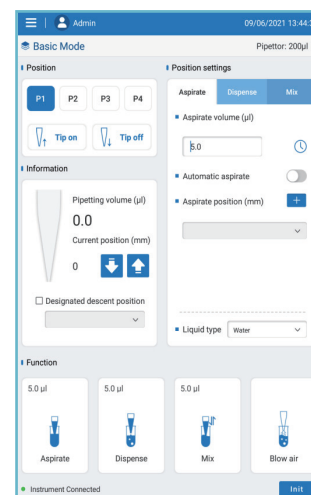 Admin
09/06/2021 13:44:
Basic Mode
Pipettor: 200µl
Position
P1 P2 P3 P4
Tip on Tip off
Information
Pipetting volume (µl)
0.0
Current position (mm)
0
Designated descent position
Position settings
Aspirate Dispense Mix
Aspirate volume (µl)
5.0
Automatic aspirate
Aspirate position (mm)
Liquid type Water
Function
5.0 µl 5.0 µl 5.0 µl
Aspirate Dispense Mix Blow air
Instrument Connected
Init